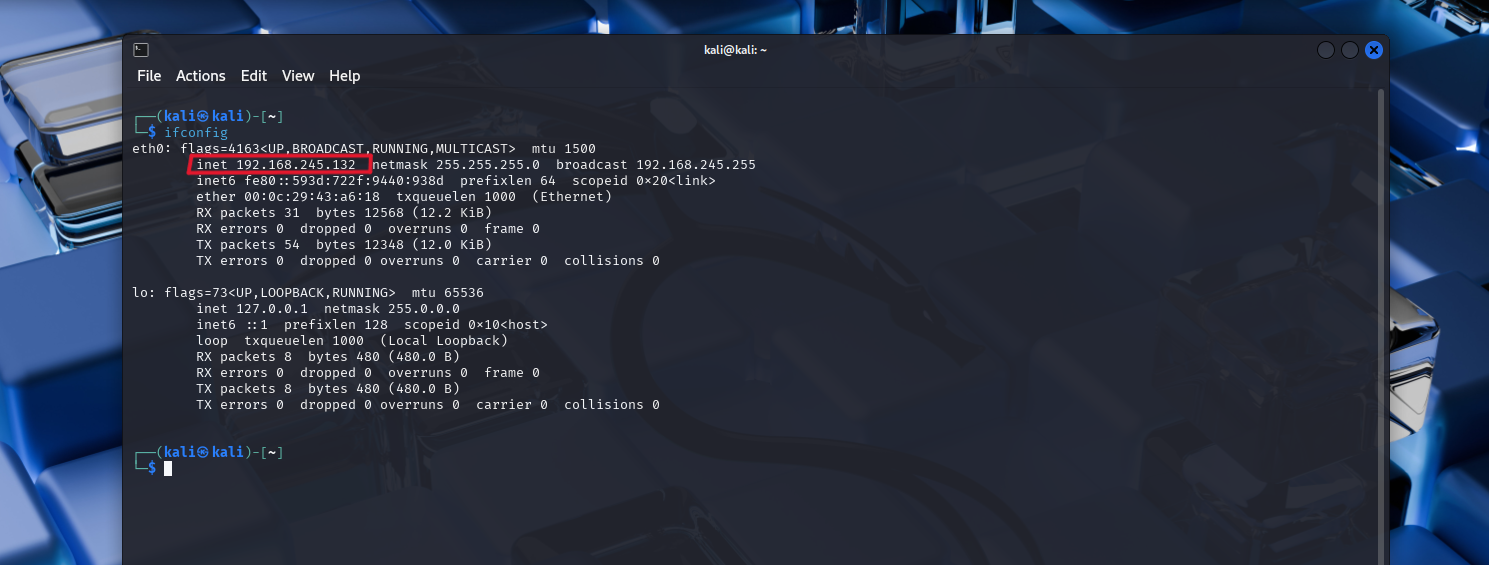 kali@kali: ~
File Actions Edit View Help
┌──(kali㉿kali)-[~]
└─$ ifconfig
eth0: flags=4163<UP,BROADCAST,RUNNING,MULTICAST>  mtu 1500
        inet 192.168.245.132  netmask 255.255.255.0  broadcast 192.168.245.255
        inet6 fe80::593d:722f:9440:938d  prefixlen 64  scopeid 0×20<link>
        ether 00:0c:29:43:a6:18  txqueuelen 1000  (Ethernet)
        RX packets 31  bytes 12568 (12.2 KiB)
        RX errors 0  dropped 0  overruns 0  frame 0
        TX packets 54  bytes 12348 (12.0 KiB)
        TX errors 0  dropped 0 overruns 0  carrier 0  collisions 0

lo: flags=73<UP,LOOPBACK,RUNNING>  mtu 65536
        inet 127.0.0.1  netmask 255.0.0.0
        inet6 ::1  prefixlen 128  scopeid 0×10<host>
        loop  txqueuelen 1000  (Local Loopback)
        RX packets 8  bytes 480 (480.0 B)
        RX errors 0  dropped 0  overruns 0  frame 0
        TX packets 8  bytes 480 (480.0 B)
        TX errors 0  dropped 0 overruns 0  carrier 0  collisions 0

┌──(kali㉿kali)-[~]
└─$